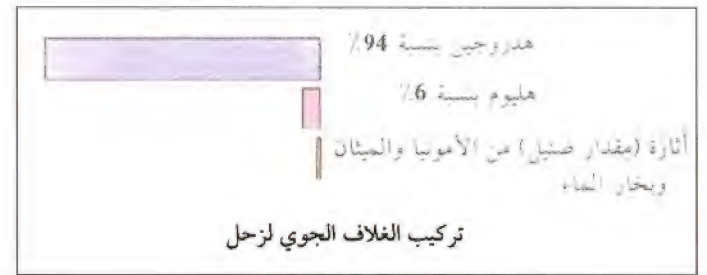 هدروجين بنسبة 94٪
هليوم بنسبة 6٪
أثارة (مقدار ضئيل) من الأمونيا والميثان
وبخار الماء
تركيب الغلاف الجوي لزحل